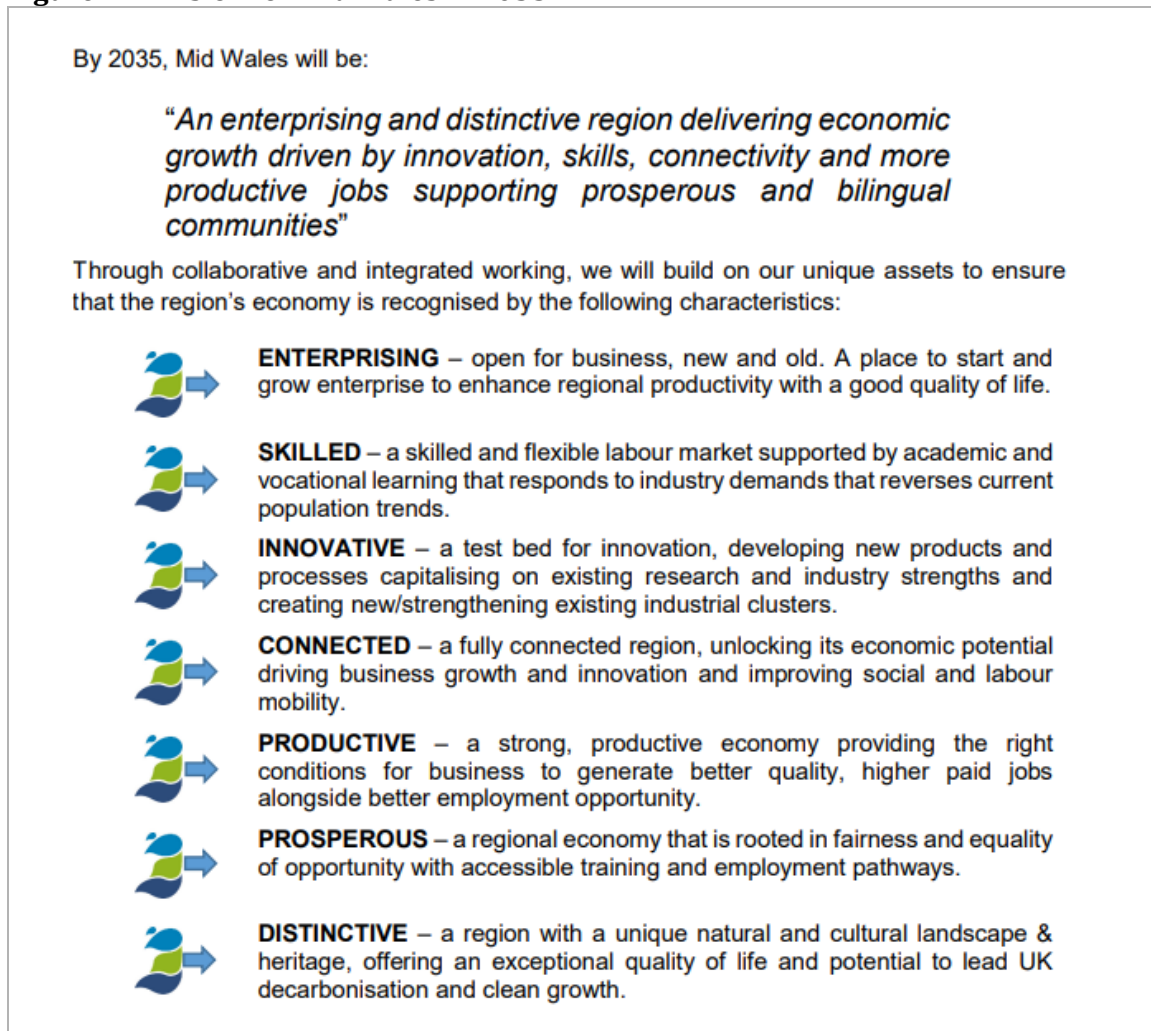 By 2035, Mid Wales will be:
“An enterprising and distinctive region delivering economic
growth driven by innovation, skills, connectivity and more
productive jobs supporting prosperous and bilingual
communities”
Through collaborative and integrated working, we will build on our unique assets to ensure
that the region’s economy is recognised by the following characteristics:
ENTERPRISING – open for business, new and old. A place to start and
grow enterprise to enhance regional productivity with a good quality of life.
SKILLED – a skilled and flexible labour market supported by academic and
vocational learning that responds to industry demands that reverses current
population trends.
INNOVATIVE – a test bed for innovation, developing new products and
processes capitalising on existing research and industry strengths and
creating new/strengthening existing industrial clusters.
CONNECTED – a fully connected region, unlocking its economic potential
driving business growth and innovation and improving social and labour
mobility.
PRODUCTIVE – a strong, productive economy providing the right
conditions for business to generate better quality, higher paid jobs
alongside better employment opportunity.
PROSPEROUS – a regional economy that is rooted in fairness and equality
of opportunity with accessible training and employment pathways.
DISTINCTIVE – a region with a unique natural and cultural landscape &
heritage, offering an exceptional quality of life and potential to lead UK
decarbonisation and clean growth.